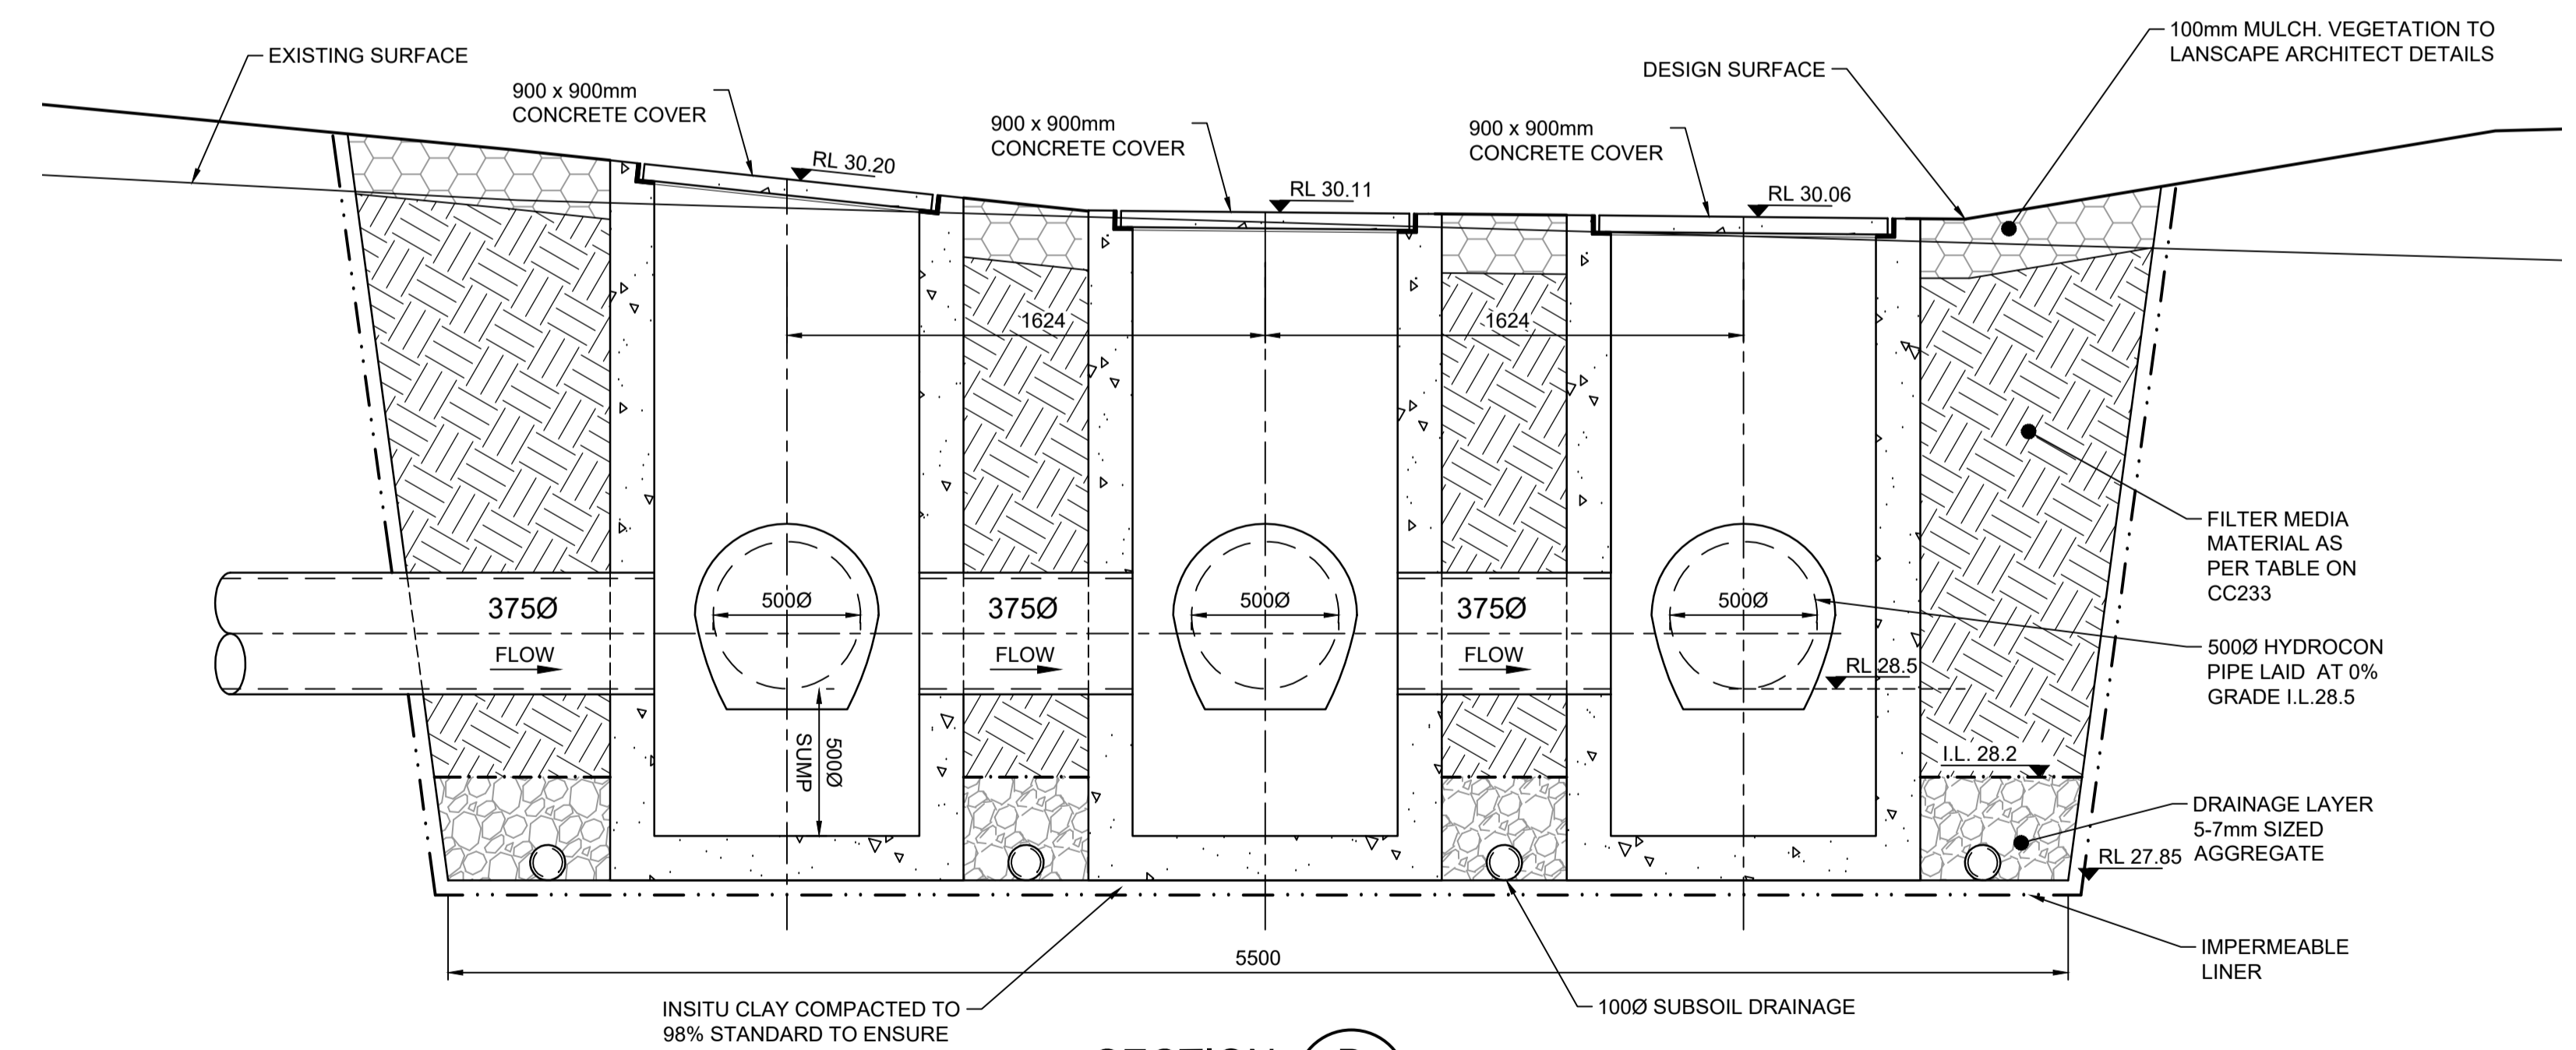 EXISTING SURFACE
900 x 900mm
CONCRETE COVER
RL 30.20
900 x 900mm
CONCRETE COVER
RL 30.11
900 x 900mm
CONCRETE COVER
RL 30.06
DESIGN SURFACE
100mm MULCH. VEGETATION TO
LANSCAPE ARCHITECT DETAILS
1624
1624
FILTER MEDIA
MATERIAL AS
PER TABLE ON
CC233
375Ø
FLOW
500Ø
375Ø
FLOW
500Ø
375Ø
FLOW
500Ø
500Ø HYDROCON
PIPE LAID AT 0%
GRADE I.L.28.5
RL 28.5
500Ø
SUMP
I.L. 28.2
DRAINAGE LAYER
5-7mm SIZED
AGGREGATE
RL 27.85
IMPERMEABLE
LINER
5500
INSITU CLAY COMPACTED TO
98% STANDARD TO ENSURE
100Ø SUBSOIL DRAINAGE